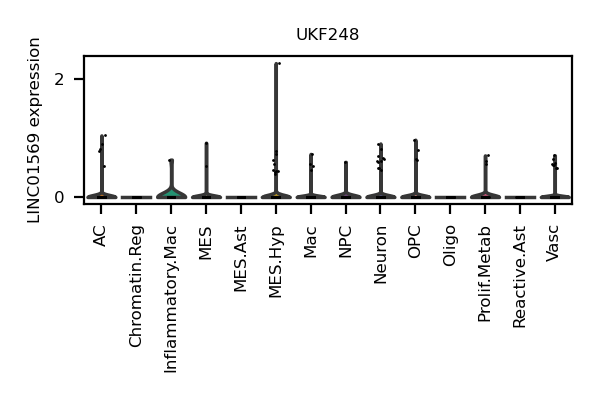 UKF248
LINC01569 expression
2
0
AC
Chromatin.Reg
Inflammatory.Mac
MES
MES.Ast
MES.Hyp
Mac
NPC
Neuron
OPC
Oligo
Prolif.Metab
Reactive.Ast
Vasc